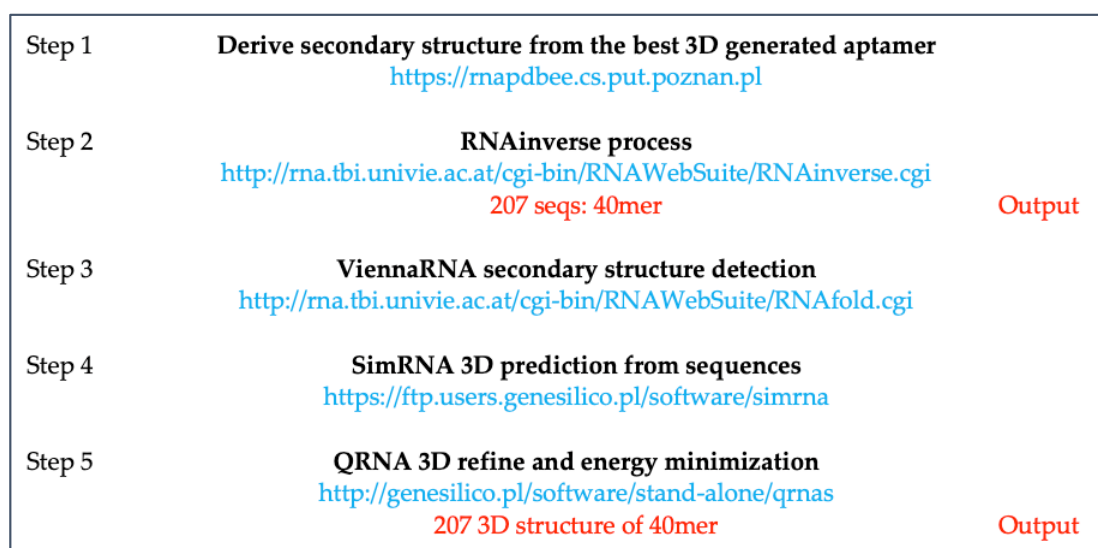 Step 1 Derive secondary structure from the best 3D generated aptamer
https://rnapdbee.cs.put.poznan.pl
Step 2 RNAinverse process
http://rna.tbi.univie.ac.at/cgi-bin/RNAWebSuite/RNAinverse.cgi
207 seqs: 40mer Output
Step 3 ViennaRNA secondary structure detection
http://rna.tbi.univie.ac.at/cgi-bin/RNAWebSuite/RNAfold.cgi
Step 4 SimRNA 3D prediction from sequences
https://ftp.users.genesilico.pl/software/simrna
Step 5 QRNA 3D refine and energy minimization
http://genesilico.pl/software/stand-alone/qrnas
207 3D structure of 40mer Output